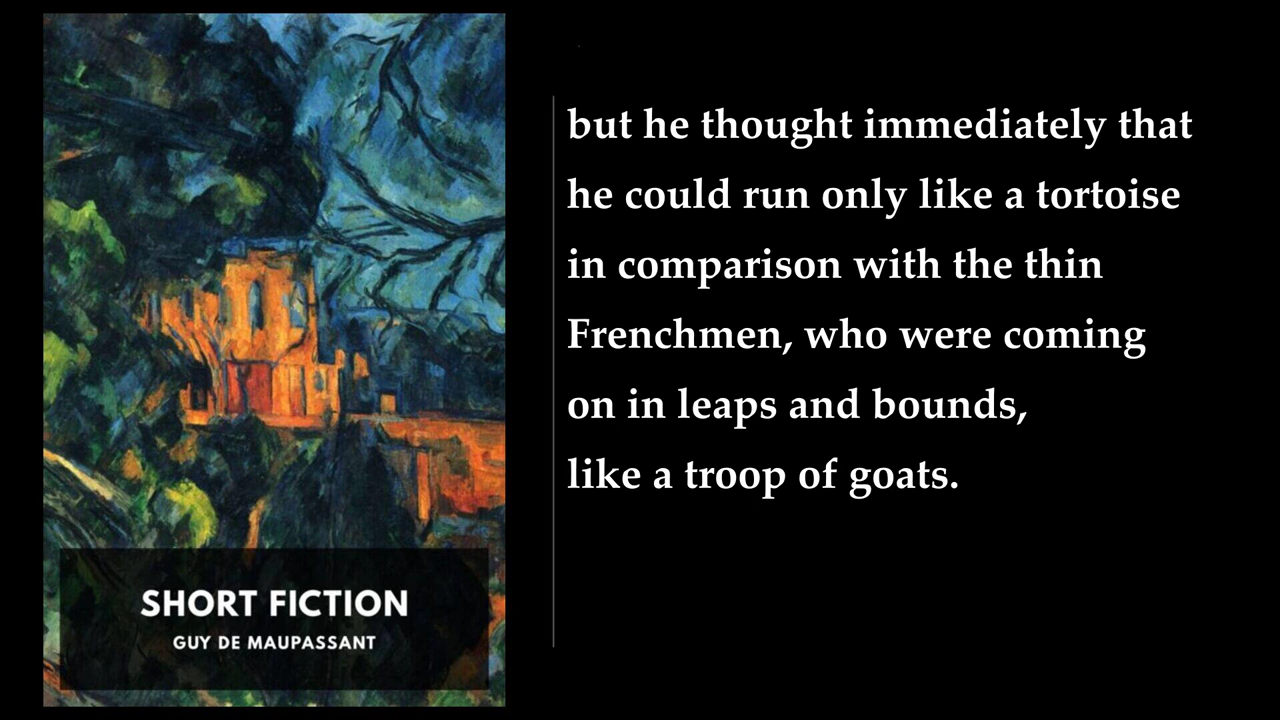 SHORT FICTION
GUY DE MAUPASSANT
but he thought immediately that
he could run only like a tortoise
in comparison with the thin
Frenchmen, who were coming
on in leaps and bounds,
like a troop of goats.